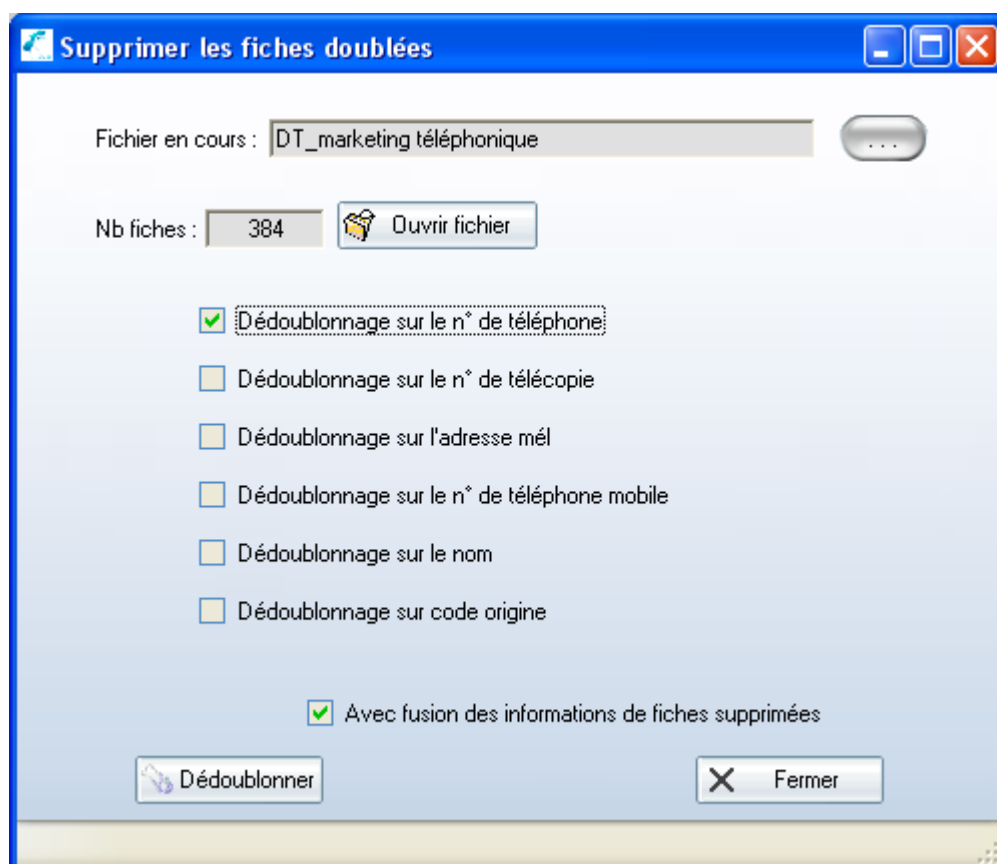 Supprimer les fiches doublées
Fichier en cours : DT_marketing téléphonique ...
Nb fiches : 384 Ouvrir fichier
Dédoublonnage sur le n° de téléphone
Dédoublonnage sur le n° de télécopie
Dédoublonnage sur l'adresse mél
Dédoublonnage sur le n° de téléphone mobile
Dédoublonnage sur le nom
Dédoublonnage sur code origine
Avec fusion des informations de fiches supprimées
Dédoublonner Fermer